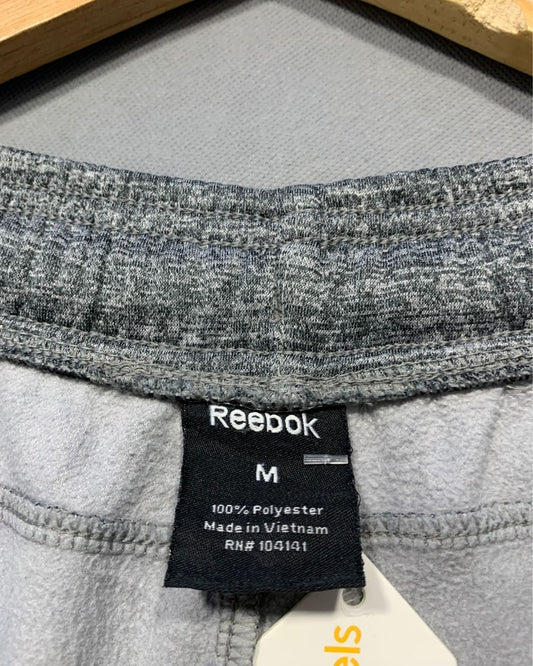 Reebok
M
100% Polyester
Made in Vietnam
RN# 104141
els